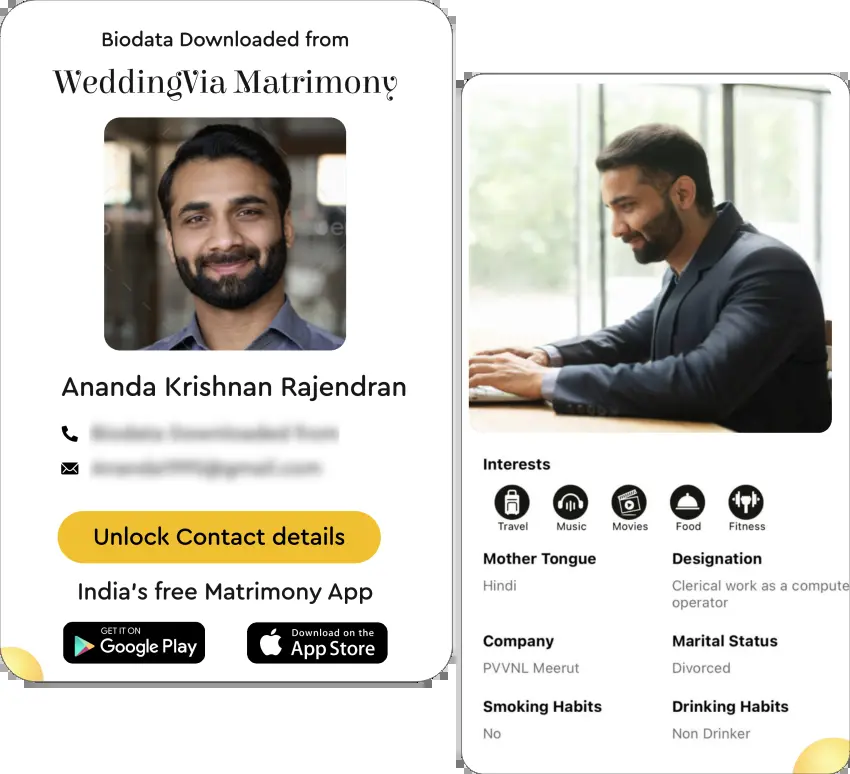 Biodata Downloaded from
WeddingVia Matrimony
Ananda Krishnan Rajendran
Unlock Contact details
India's free Matrimony App
GET IT ON
Google Play
Download on the
App Store
Interests
Travel Music Movies Food Fitness
Mother Tongue
Hindi
Designation
Clerical work as a compute
operator
Company
PVVNL Meerut
Marital Status
Divorced
Smoking Habits
No
Drinking Habits
Non Drinker